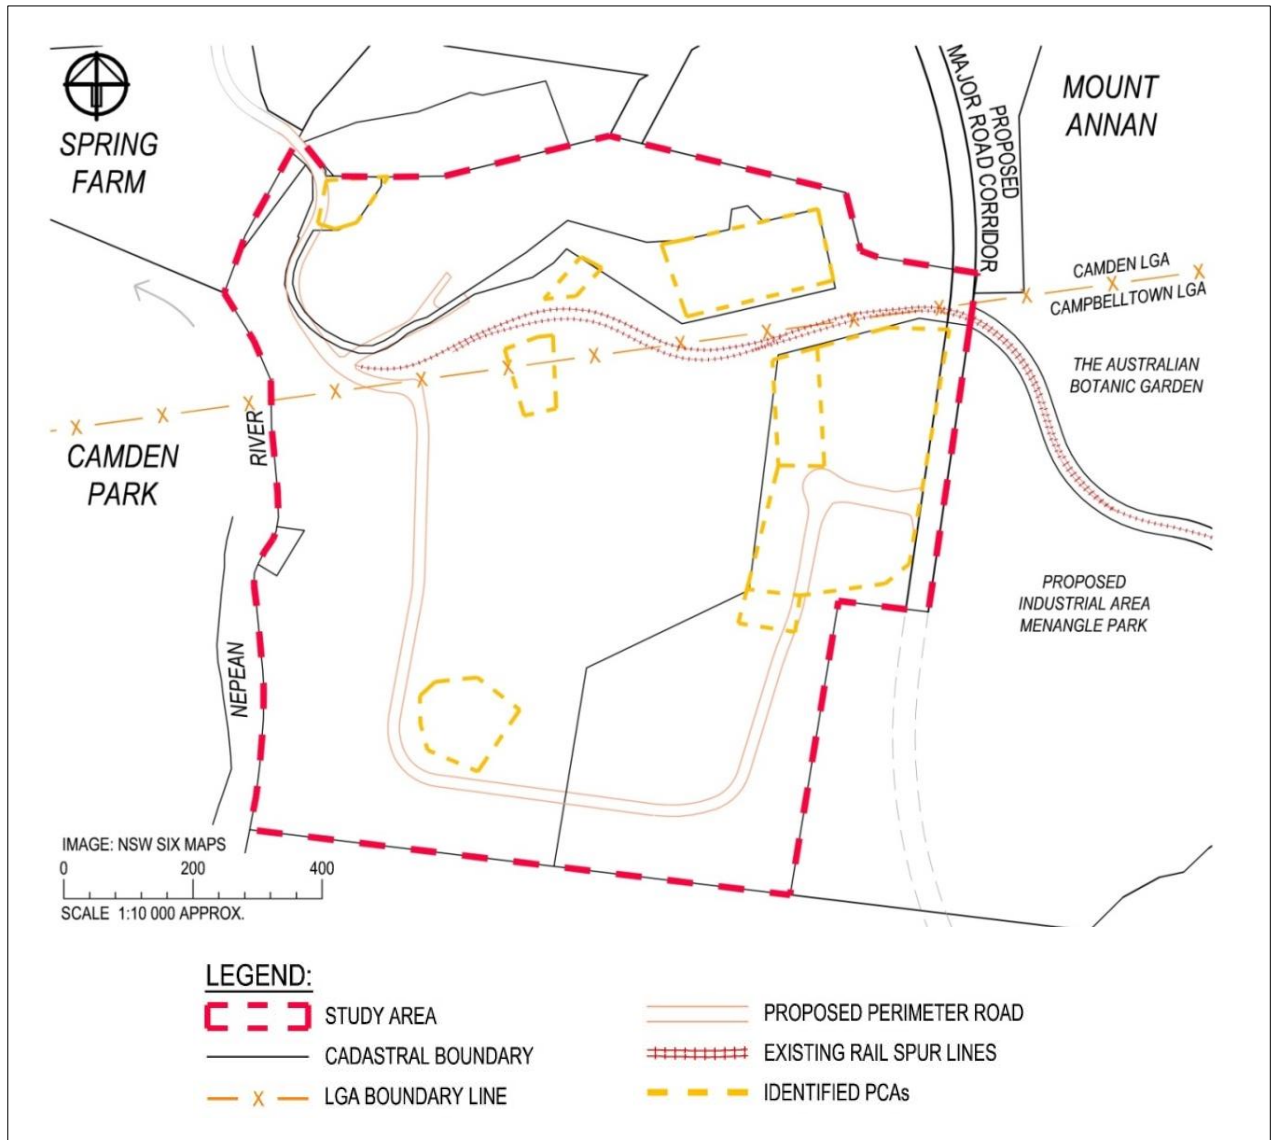 SPRING
FARM
MAJOR ROAD CORRIDOR
PROPOSED
MOUNT
ANNAN
CAMDEN LGA
CAMPBELLTOWN LGA
THE AUSTRALIAN
BOTANIC GARDEN
CAMDEN
PARK
RIVER
NEPEAN
PROPOSED
INDUSTRIAL AREA
MENANGLE PARK
IMAGE: NSW SIX MAPS
0 200 400
SCALE 1:10 000 APPROX.
LEGEND:
STUDY AREA
CADASTRAL BOUNDARY
X LGA BOUNDARY LINE
PROPOSED PERIMETER ROAD
EXISTING RAIL SPUR LINES
IDENTIFIED PCAs